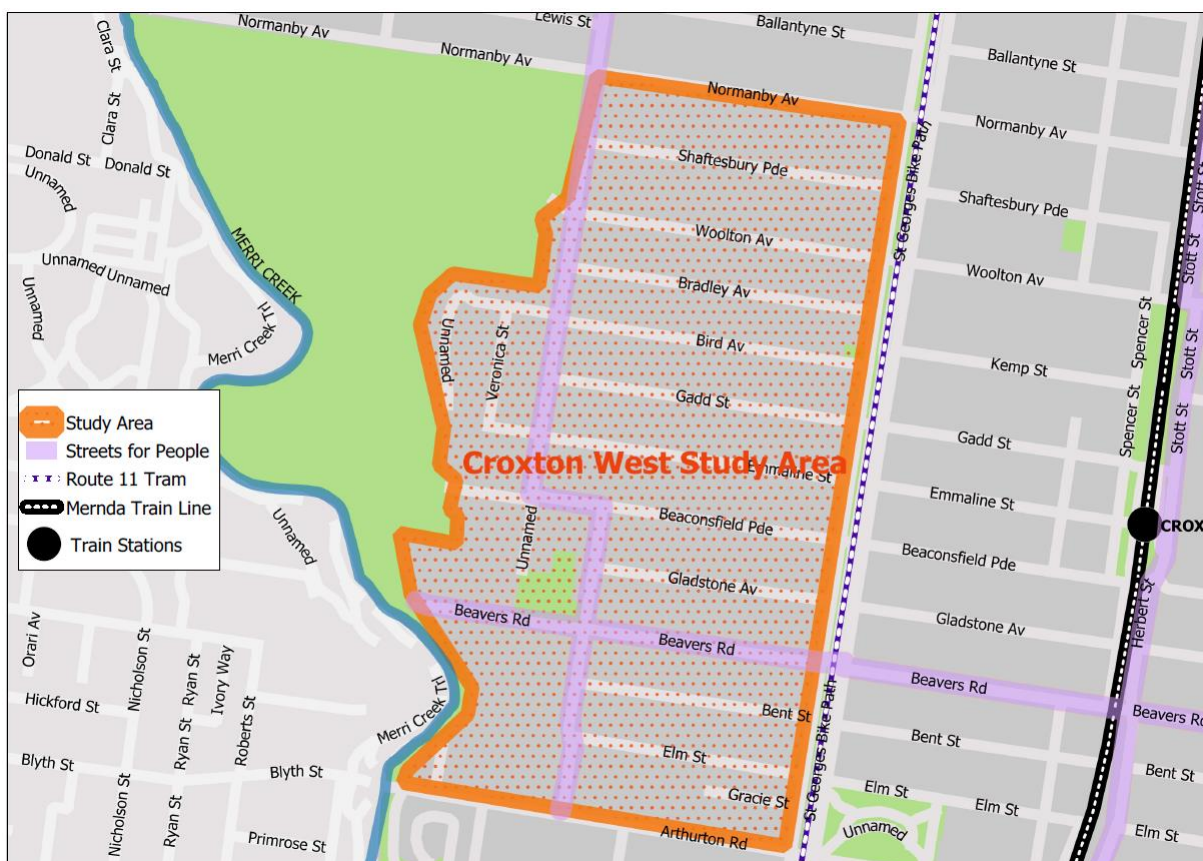 Lewis St
Normanby Av
Ballantyne St
Clara St
Normanby Av
Ballantyne St
Normanby Av
Normanby Av
Clara St
Donald St
Donald St
Shaftesbury Pde
St Georges Bike Path
Stott St
Unnamed
Shaftesbury Pde
MERRI CREEK
Woolton Av
Stott St
Unnamed
Unnamed
Bradley Av
Woolton Av
Unnamed
Merri Creek Trl
Unnamed
Veronica St
Bird Av
Spencer St
Stott St
Kemp St
Study Area
Streets for People
Route 11 Tram
Mernda Train Line
Train Stations
Gadd St
Spencer St
Stott St
Gadd St
Croxton West Study Area
Emmaline St
Emmaline St
Unnamed
Unnamed
Beaconsfield Pde
CROX
Beaconsfield Pde
Gladstone Av
Herbert St
Beavers Rd
Gladstone Av
Orari Av
Nicholson St
Beavers Rd
Ryan St
Ivory Way
Beavers Rd
Beavers Rd
Hickford St
Merri Creek Trl
Bent St
St Georges Bike Path
Bent St
Ryan St
Roberts St
Elm St
Bent St
Blyth St
Blyth St
Gracie St
Elm St
Elm St
Nicholson St
Ryan St
Elm St
Primrose St
Arthurton Rd
Unnamed